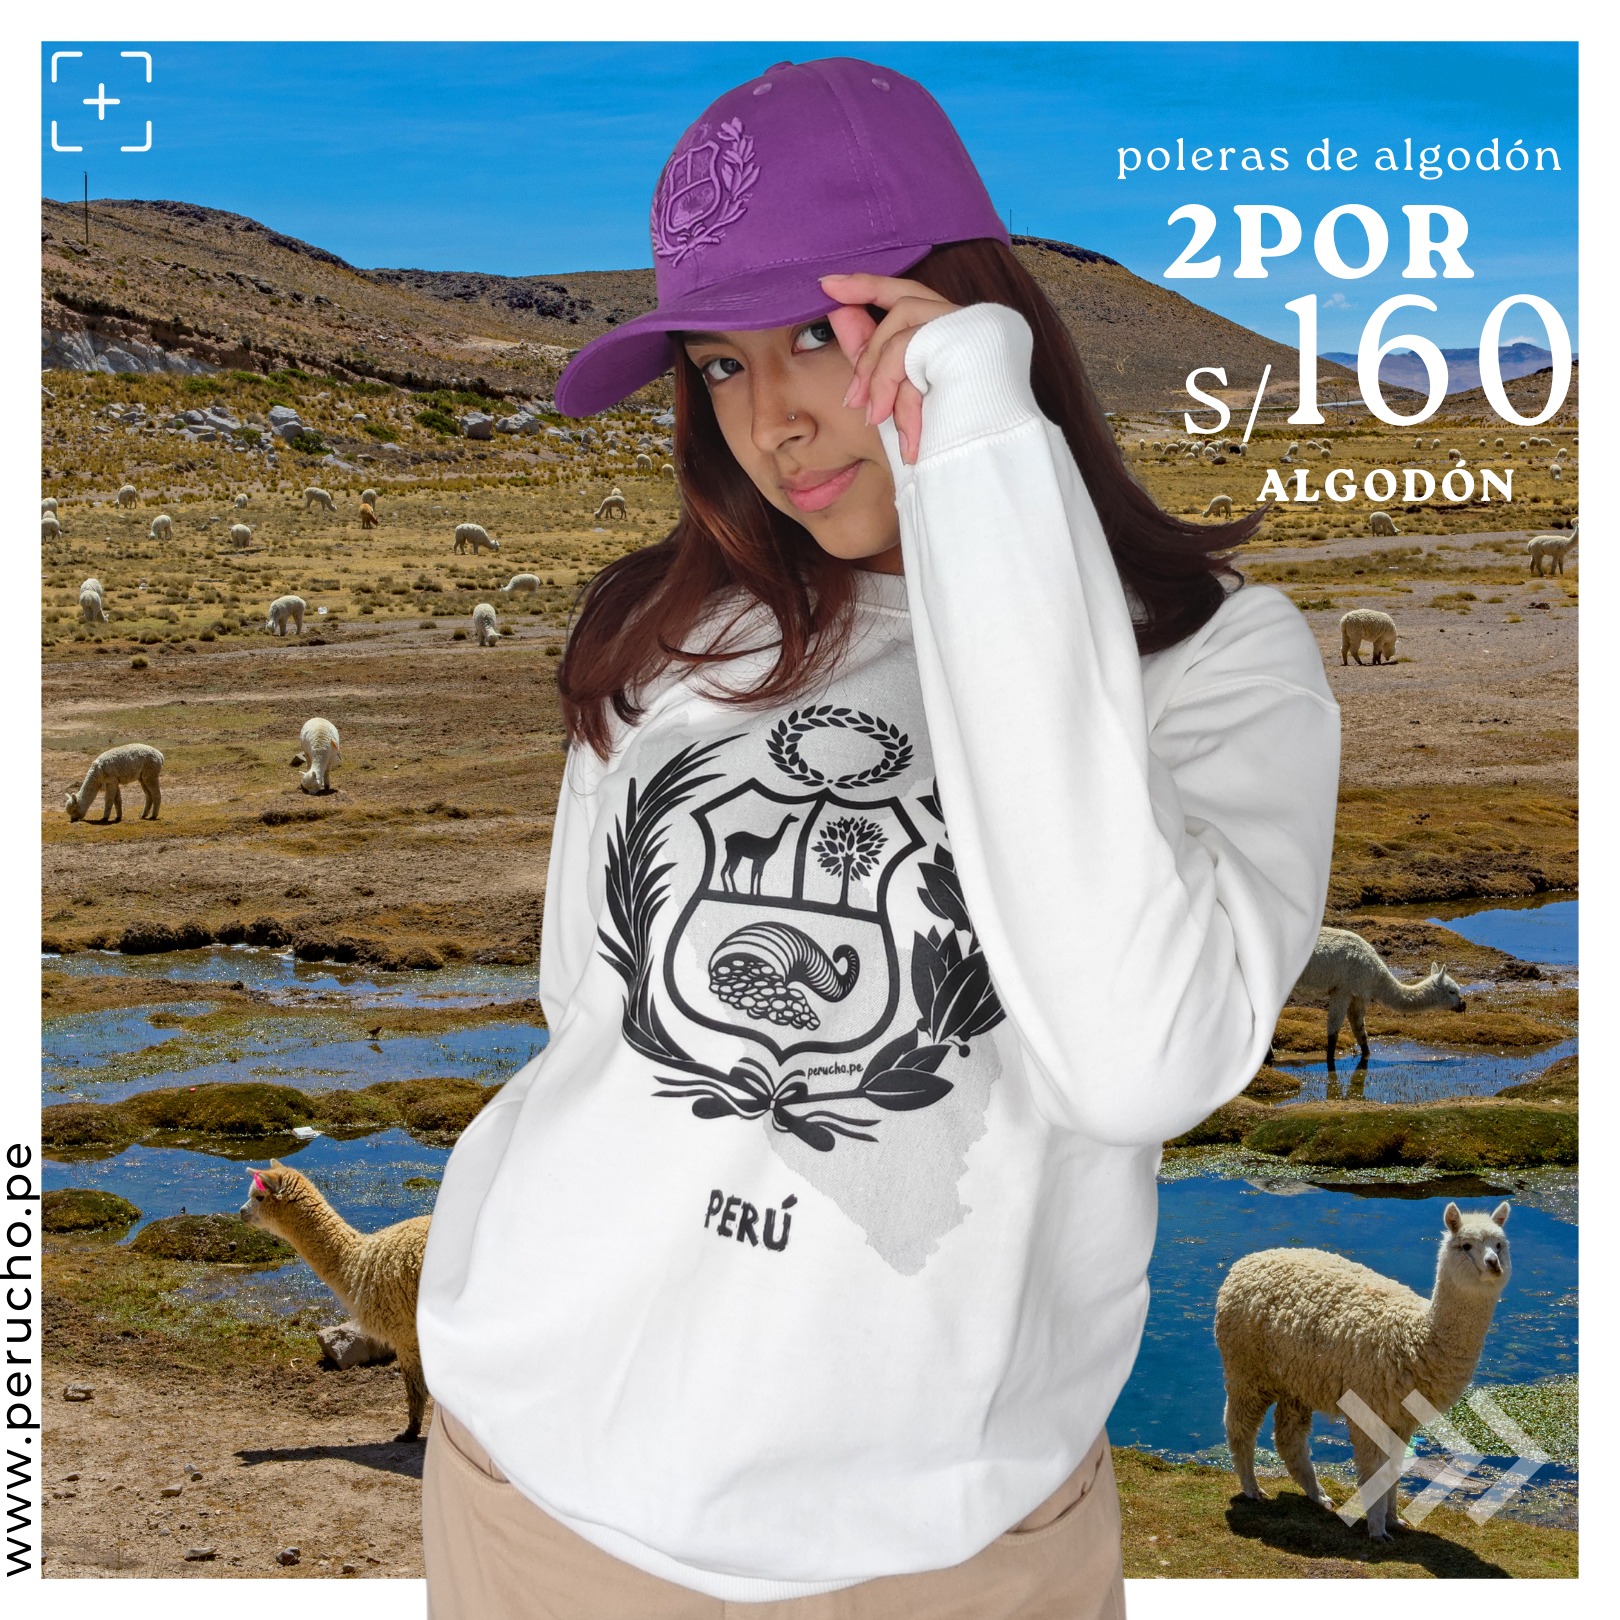 poleras de algodón
2POR
S/160
ALGODÓN
perucho.pe
PERÚ
www.perucho.pe